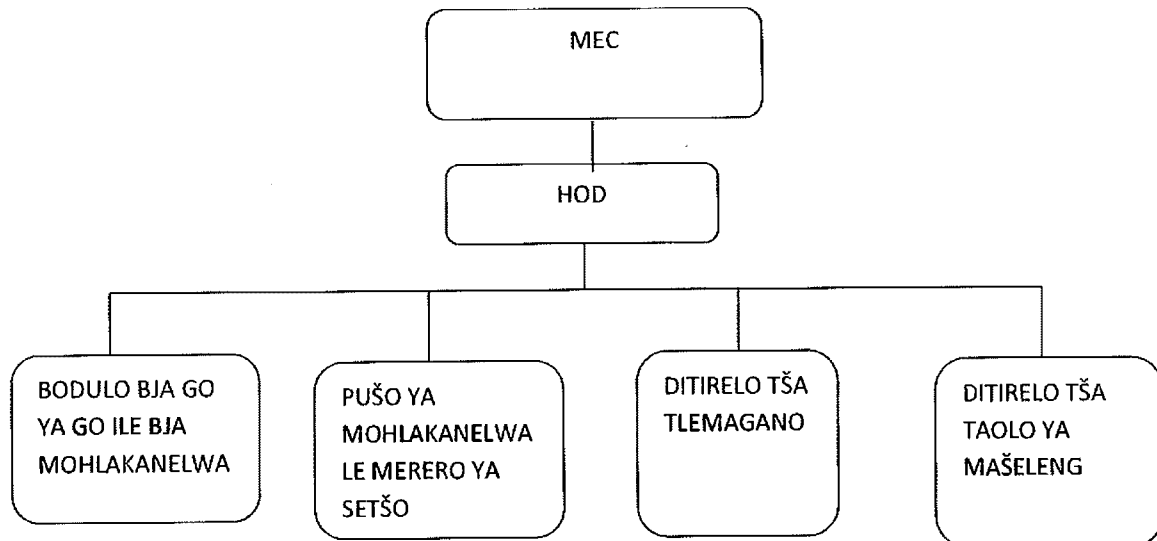 MEC
HOD
BODULO BJA GO
YA GO ILE BJA
MOHLAKANELWA
PUŠO YA
MOHLAKANELWA
LE MERERO YA
SETŠO
DITIRELO TŠA
TLEMAGANO
DITIRELO TŠA
TAOLO YA
MAŠELENG